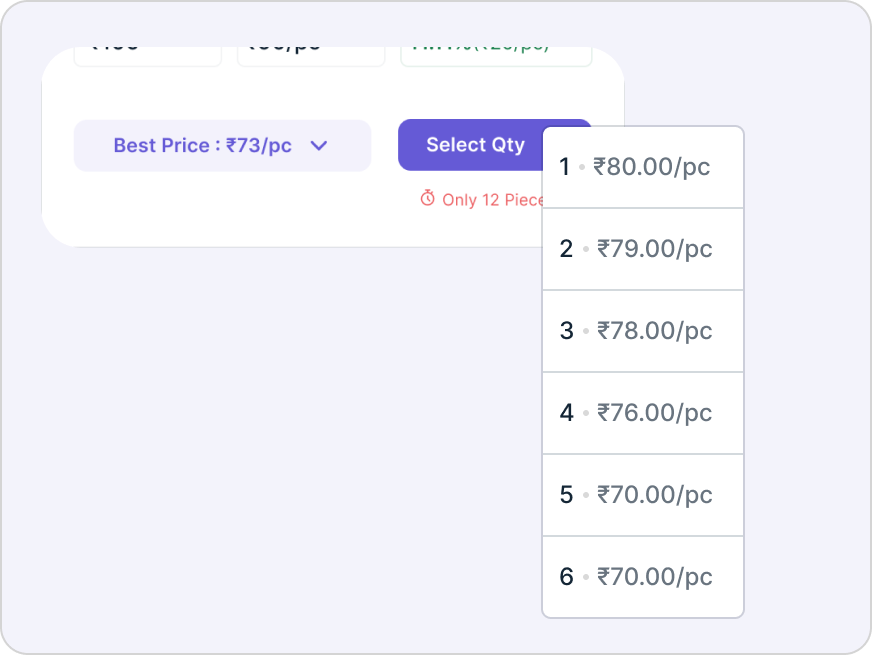 Best Price : ₹73/pc
Select Qty
Only 12 Piece
1 • ₹80.00/pc
2 • ₹79.00/pc
3 • ₹78.00/pc
4 • ₹76.00/pc
5 • ₹70.00/pc
6 • ₹70.00/pc